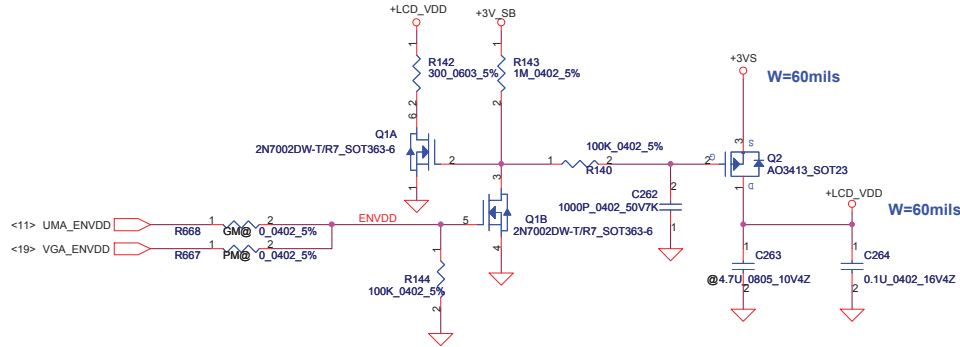 +LCD_VDD
+3V_SB
1
R142
300_0603_5%
2
1
R143
1M_0402_5%
2
+3VS
W=60mils
6
Q1A
2N7002DW-T/R7_SOT363-6
2
1
100K_0402_5%
1
2
R140
3
S
2
G
Q2
AO3413_SOT23
D
1
3
C262
1000P_0402_50V7K
1
2
+LCD_VDD
W=60mils
<11>
UMA_ENVDD
1
2
R668
GM@
0_0402_5%
ENVDD
5
Q1B
2N7002DW-T/R7_SOT363-6
4
<19>
VGA_ENVDD
1
2
R667
PM@
0_0402_5%
1
R144
100K_0402_5%
2
1
C263
@4.7U_0805_10V4Z
2
1
C264
0.1U_0402_16V4Z
2